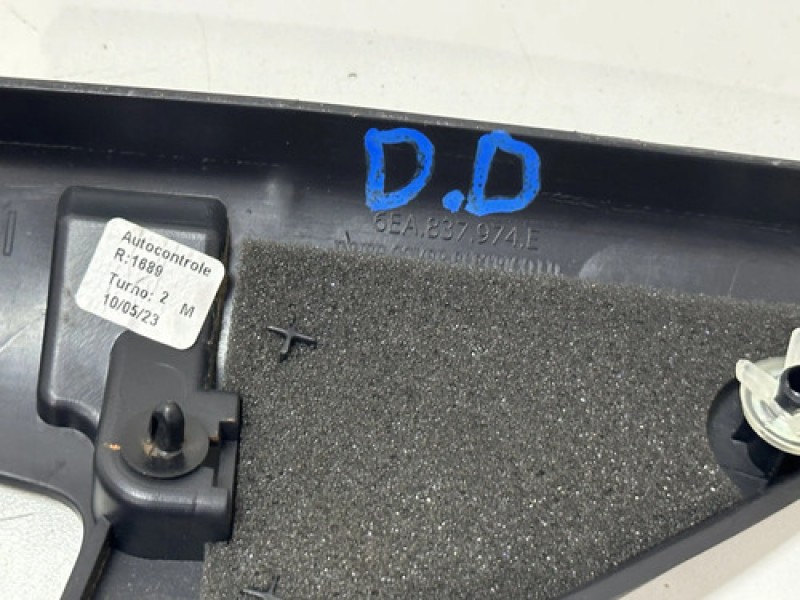 D.D
6EA.837.974.E
Autocontrole
R:1689
Turno: 2 M
10/05/23